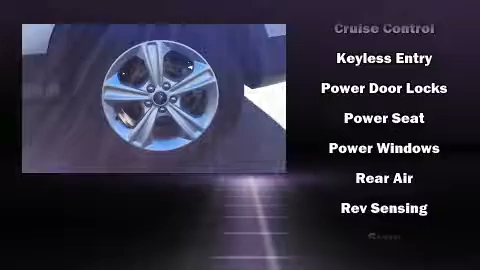 Cruise Control
Keyless Entry
Power Door Locks
Power Seat
Power Windows
Rear Air
Rev Sensing